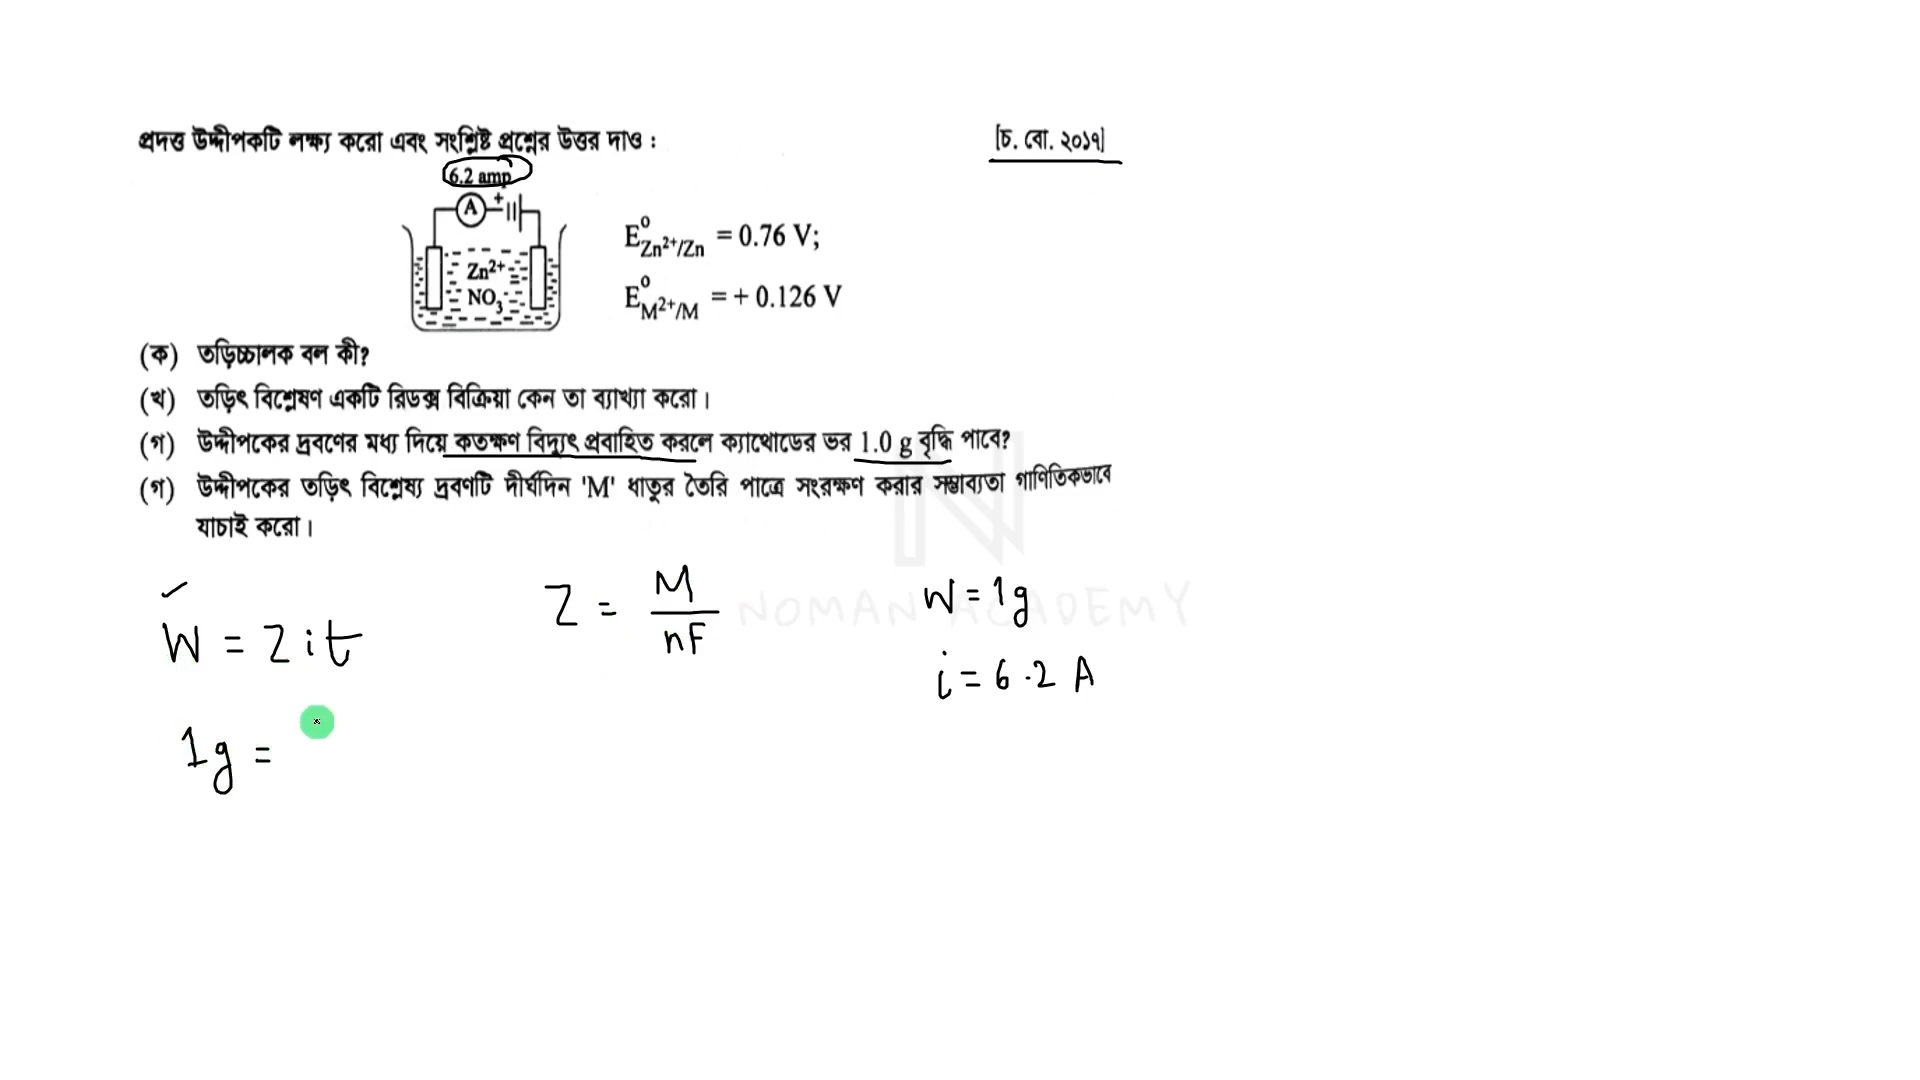 প্রদত্ত উদ্দীপকটি লক্ষ্য করো এবং সংশ্লিষ্ট প্রশ্নের উত্তর দাও : [চ. বো. ২০১৭]
6.2 amp
A +
Zn²⁺
NO₃⁻
E⁰Zn²⁺/Zn = 0.76 V;
E⁰M²⁺/M = + 0.126 V
(ক) তড়িচ্চালক বল কী?
(খ) তড়িৎ বিশ্লেষণ একটি রিডক্স বিক্রিয়া কেন তা ব্যাখ্যা করো।
(গ) উদ্দীপকের দ্রবণের মধ্য দিয়ে কতক্ষণ বিদ্যুৎ প্রবাহিত করলে ক্যাথোডের ভর 1.0 g বৃদ্ধি পাবে?
(গ) উদ্দীপকের তড়িৎ বিশ্লেষ্য দ্রবণটি দীর্ঘদিন 'M' ধাতুর তৈরি পাত্রে সংরক্ষণ করার সম্ভাব্যতা গাণিতিকভাবে
যাচাই করো।
W = Zit
Z = M/nF
W = 1g
i = 6.2 A
1g =
NOMAN ACADEMY